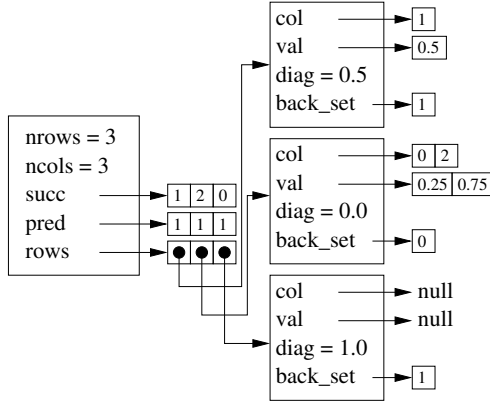 nrows = 3
ncols = 3
succ 1 2 0
pred 1 1 1
rows
col 1
val 0.5
diag = 0.5
back_set 1
col 0 2
val 0.25 0.75
diag = 0.0
back_set 0
col null
val null
diag = 1.0
back_set 1